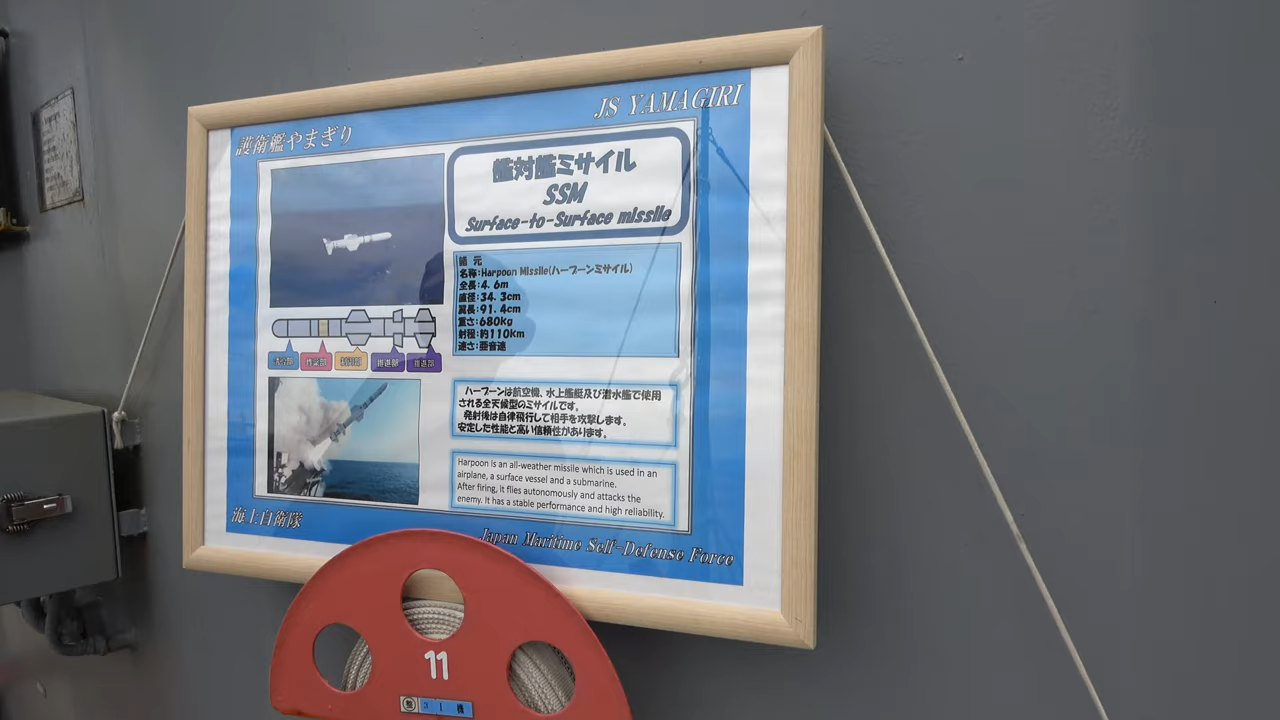 護衛艦やまぎり
JS YAMAGIRI
艦対艦ミサイル
SSM
Surface-to-Surface missile
諸 元
名称:Harpoon Missile(ハープーンミサイル)
全長:4.6m
直径:34.3cm
翼長:91.4cm
重さ:680kg
射程:約110km
速さ:亜音速
推進部
ハープーンは航空機、水上艦艇及び潜水艦で使用
される全天候型のミサイルです。
発射後は自律飛行して相手を攻撃します。
安定した性能と高い信頼性があります。
Harpoon is an all-weather missile which is used in an
airplane, a surface vessel and a submarine.
After firing, it flies autonomously and attacks the
enemy. It has a stable performance and high reliability.
海上自衛隊
Japan Maritime Self-Defense Force
11